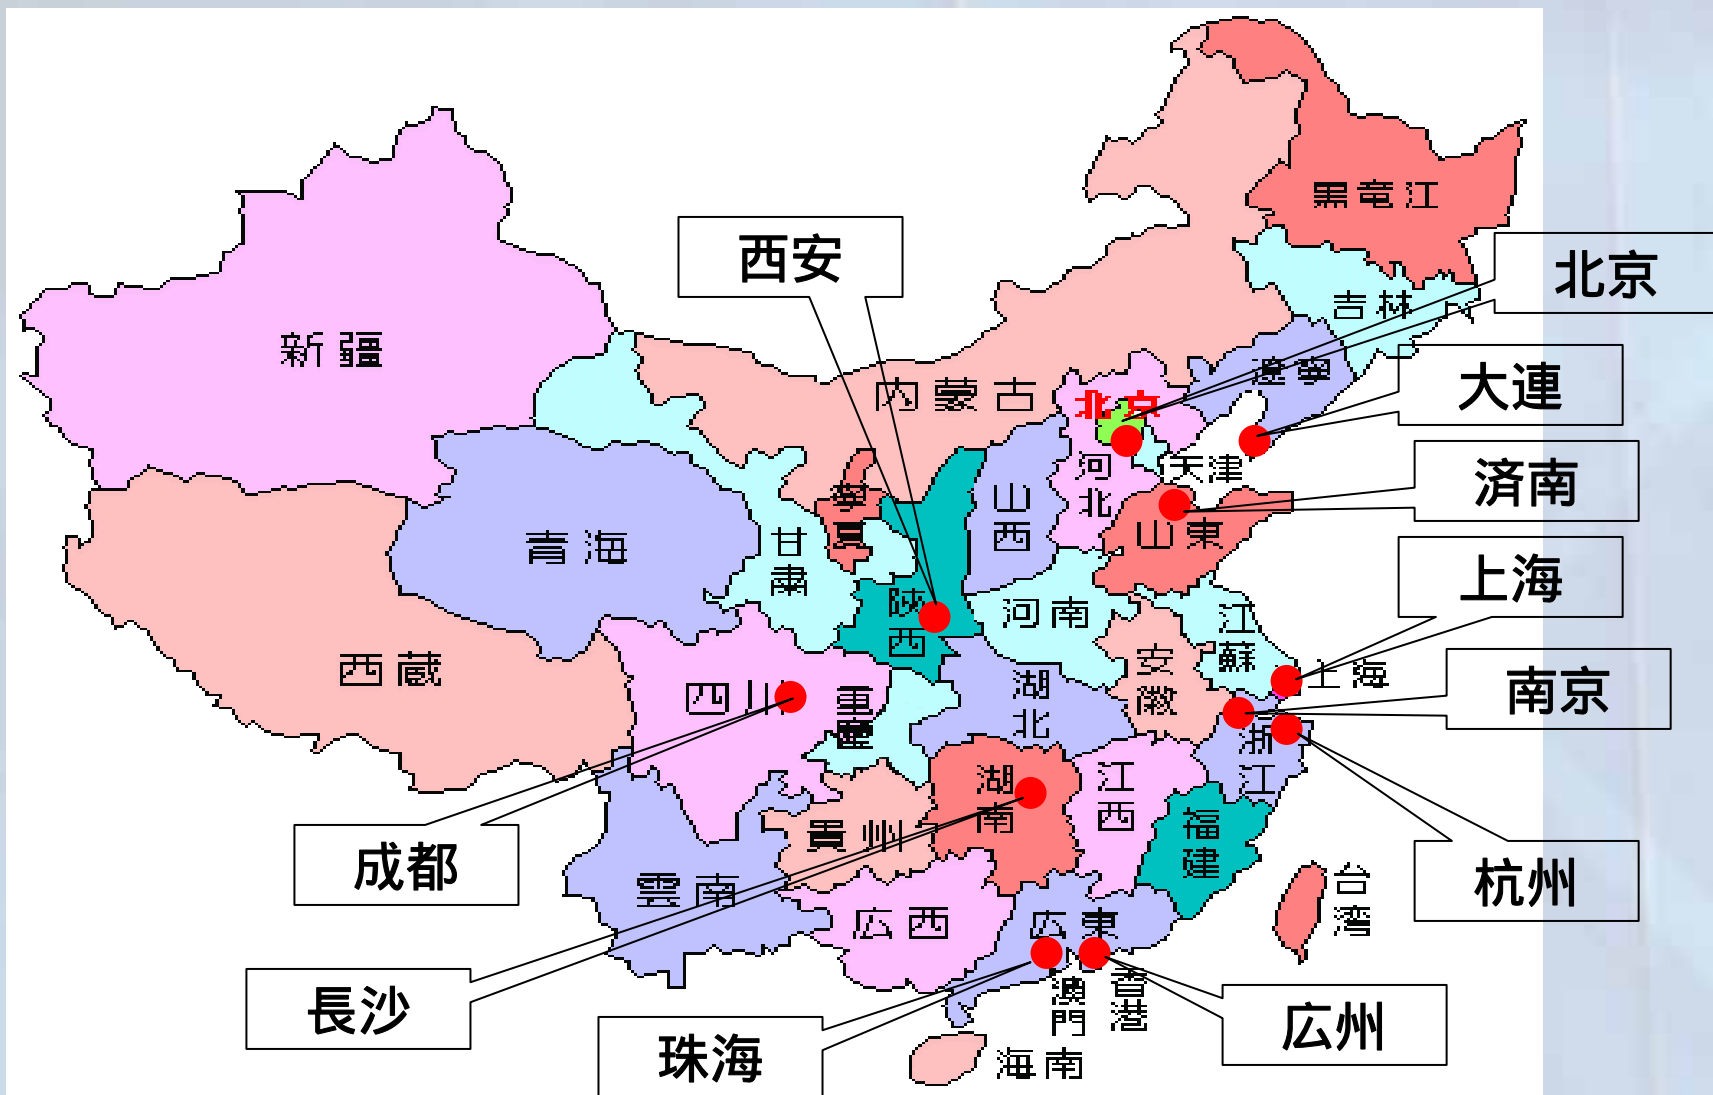 黒竜江
西安
北京
吉林
新疆
遼寧
大連
内蒙古
北京
河北
天津
済南
寧夏
山西
山東
青海
甘粛
上海
陝西
河南
江蘇
安徽
西蔵
上海
四川
重慶
湖北
南京
浙江
湖南
江西
貴州
福建
成都
杭州
雲南
台湾
広西
広東
長沙
澳門
香港
広州
珠海
海南